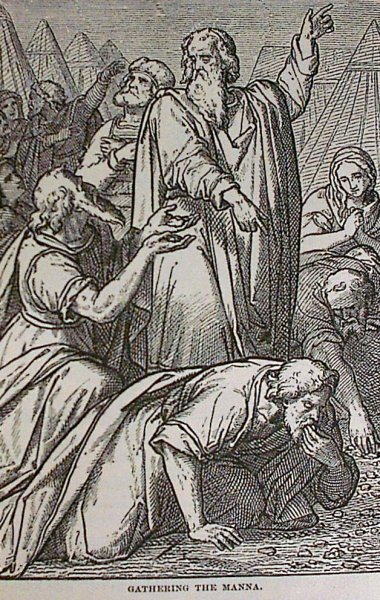 GATHERING THE MANNA.